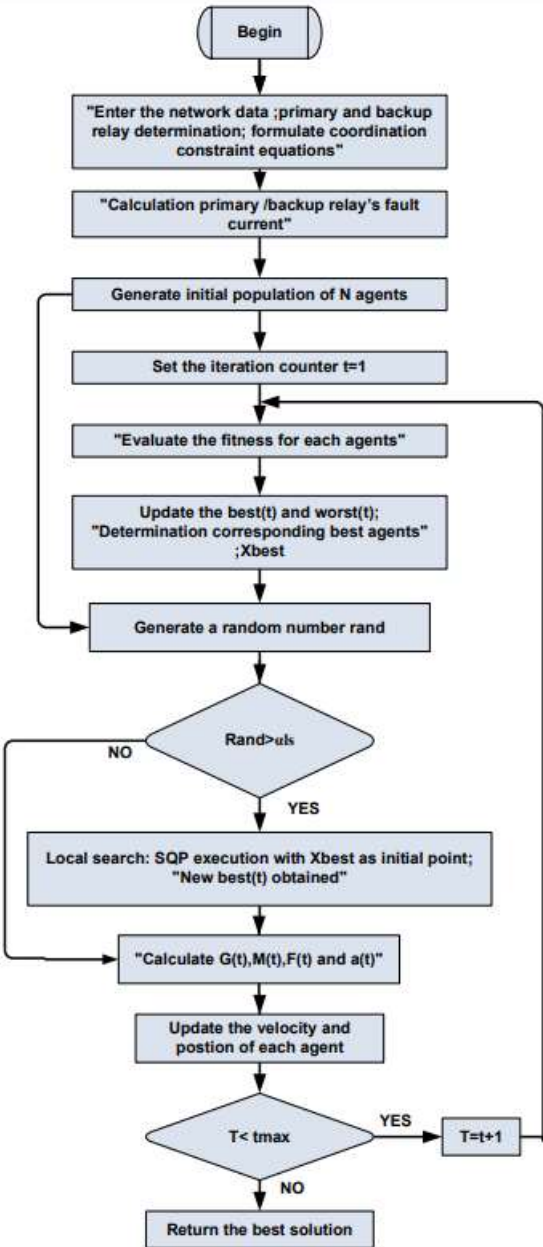 Begin
"Enter the network data ;primary and backup
relay determination; formulate coordination
constraint equations"
"Calculation primary /backup relay's fault
current"
Generate initial population of N agents
Set the iteration counter t=1
"Evaluate the fitness for each agents"
Update the best(t) and worst(t);
"Determination corresponding best agents"
;Xbest
Generate a random number rand
Rand>αls
NO
YES
Local search: SQP execution with Xbest as initial point;
"New best(t) obtained"
"Calculate G(t),M(t),F(t) and a(t)"
Update the velocity and
postion of each agent
T< tmax
YES
T=t+1
NO
Return the best solution